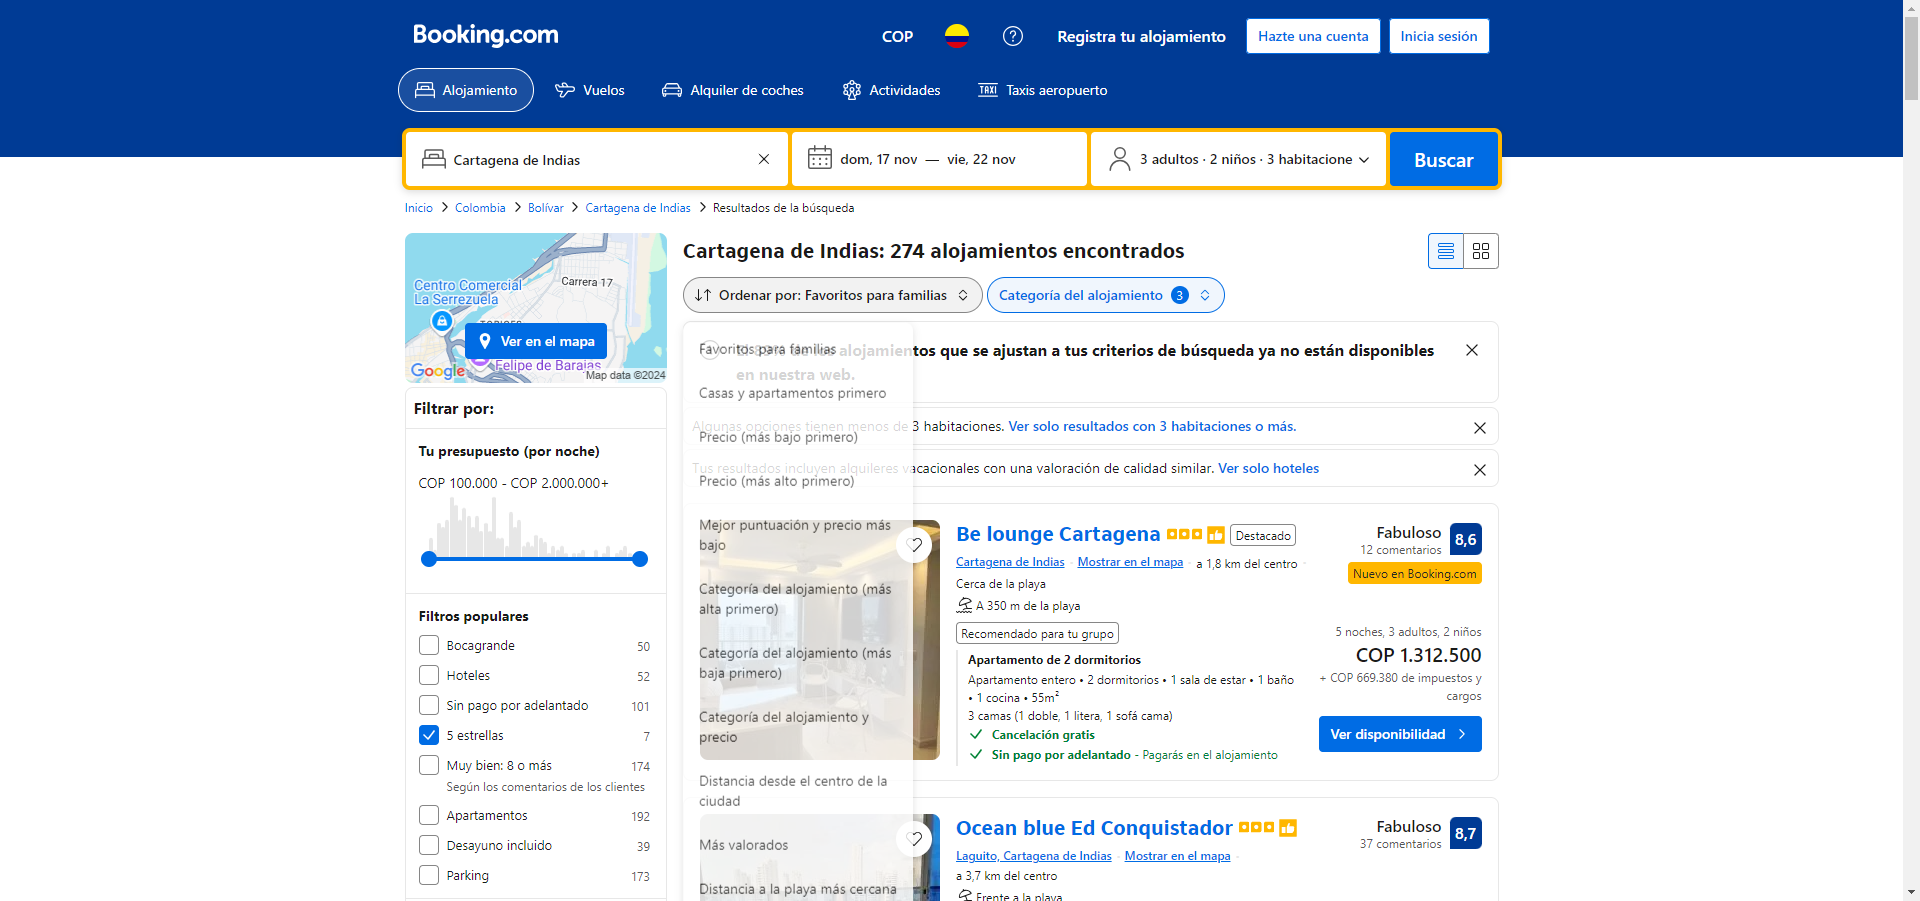 Booking.com
COP
Registra tu alojamiento
Hazte una cuenta
Inicia sesión
Alojamiento
Vuelos
Alquiler de coches
Actividades
TAXI
Taxis aeropuerto
Cartagena de Indias
dom, 17 nov — vie, 22 nov
3 adultos · 2 niños · 3 habitacione
Buscar
Inicio
Colombia
Bolívar
Cartagena de Indias
Resultados de la búsqueda
Centro Comercial
La Serrezuela
Carrera 17
Ver en el mapa
Felipe de Barajas
Google
Map data ©2024
Filtrar por:
Tu presupuesto (por noche)
COP 100.000 - COP 2.000.000+
Filtros populares
Bocagrande 50
Hoteles 52
Sin pago por adelantado 101
5 estrellas 7
Muy bien: 8 o más 174
Según los comentarios de los clientes
Apartamentos 192
Desayuno incluido 39
Parking 173
Cartagena de Indias: 274 alojamientos encontrados
Ordenar por: Favoritos para familias
Categoría del alojamiento 3
Favoritos para familias
Casas y apartamentos primero
Precio (más bajo primero)
Precio (más alto primero)
Mejor puntuación y precio más
bajo
Categoría del alojamiento (más
alta primero)
Categoría del alojamiento (más
baja primero)
Categoría del alojamiento y
precio
Distancia desde el centro de la
ciudad
Más valorados
Distancia a la playa más cercana
alojamientos que se ajustan a tus criterios de búsqueda ya no están disponibles
en nuestra web.
Algunas opciones tienen menos de 3 habitaciones. Ver solo resultados con 3 habitaciones o más.
Tus resultados incluyen alquileres vacacionales con una valoración de calidad similar. Ver solo hoteles
Be lounge Cartagena
Destacado
Cartagena de Indias · Mostrar en el mapa · a 1,8 km del centro ·
Cerca de la playa
A 350 m de la playa
Recomendado para tu grupo
Apartamento de 2 dormitorios
Apartamento entero • 2 dormitorios • 1 sala de estar • 1 baño
• 1 cocina • 55m²
3 camas (1 doble, 1 litera, 1 sofá cama)
Cancelación gratis
Sin pago por adelantado - Pagarás en el alojamiento
Fabuloso
12 comentarios
8,6
Nuevo en Booking.com
5 noches, 3 adultos, 2 niños
COP 1.312.500
+ COP 669.380 de impuestos y
cargos
Ver disponibilidad
Ocean blue Ed Conquistador
Laguito, Cartagena de Indias · Mostrar en el mapa ·
a 3,7 km del centro
Frente a la playa
Fabuloso
37 comentarios
8,7